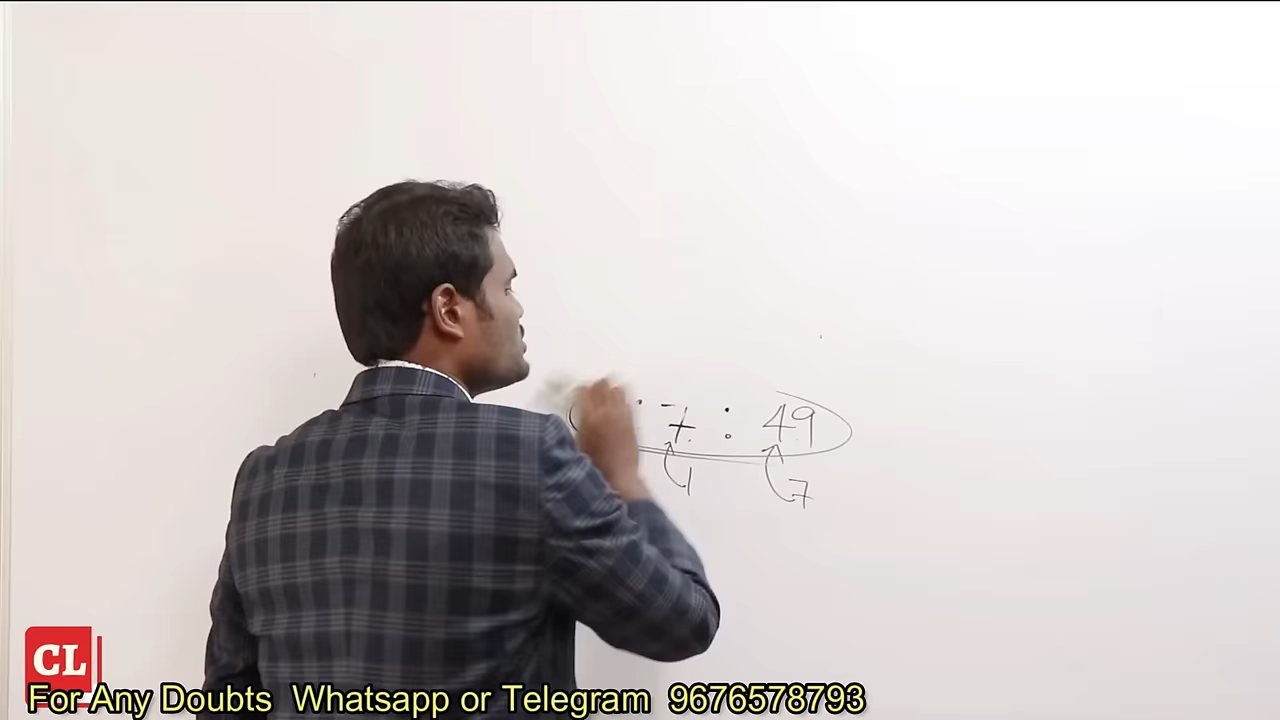 : 7 : 49
1 7
CL
For Any Doubts Whatsapp or Telegram 9676578793